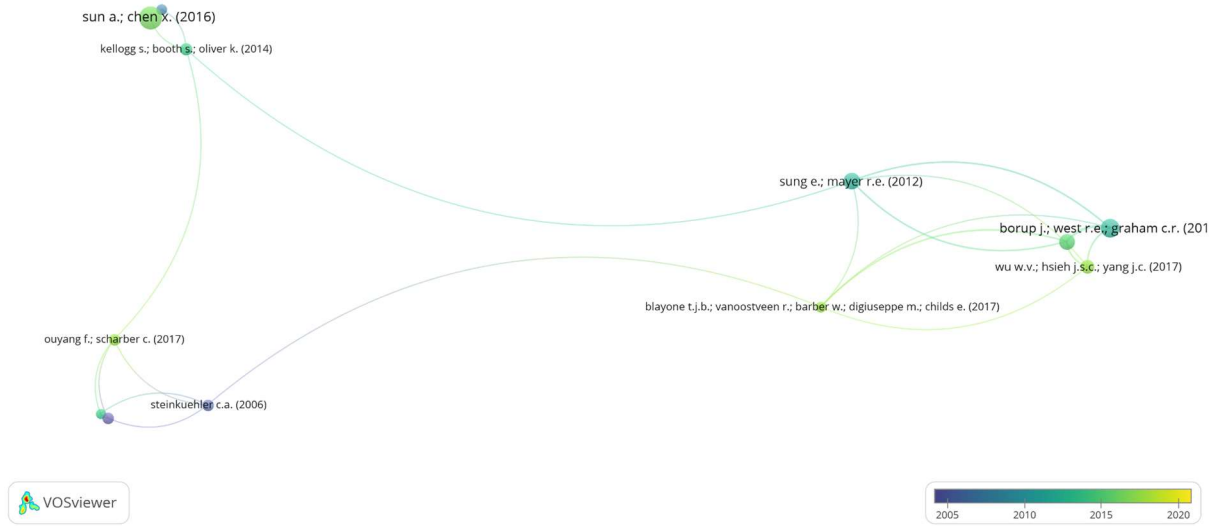 sun a.; chen x. (2016)
kellogg s.; booth s.; oliver k. (2014)
sung e.; mayer r.e. (2012)
borup j.; west r.e.; graham c.r. (201
wu w.v.; hsieh j.s.c.; yang j.c. (2017)
blayone t.j.b.; vanoostveen r.; barber w.; digiuseppe m.; childs e. (2017)
ouyang f.; scharber c. (2017)
steinkuehler c.a. (2006)
VOSviewer
2005 2010 2015 2020